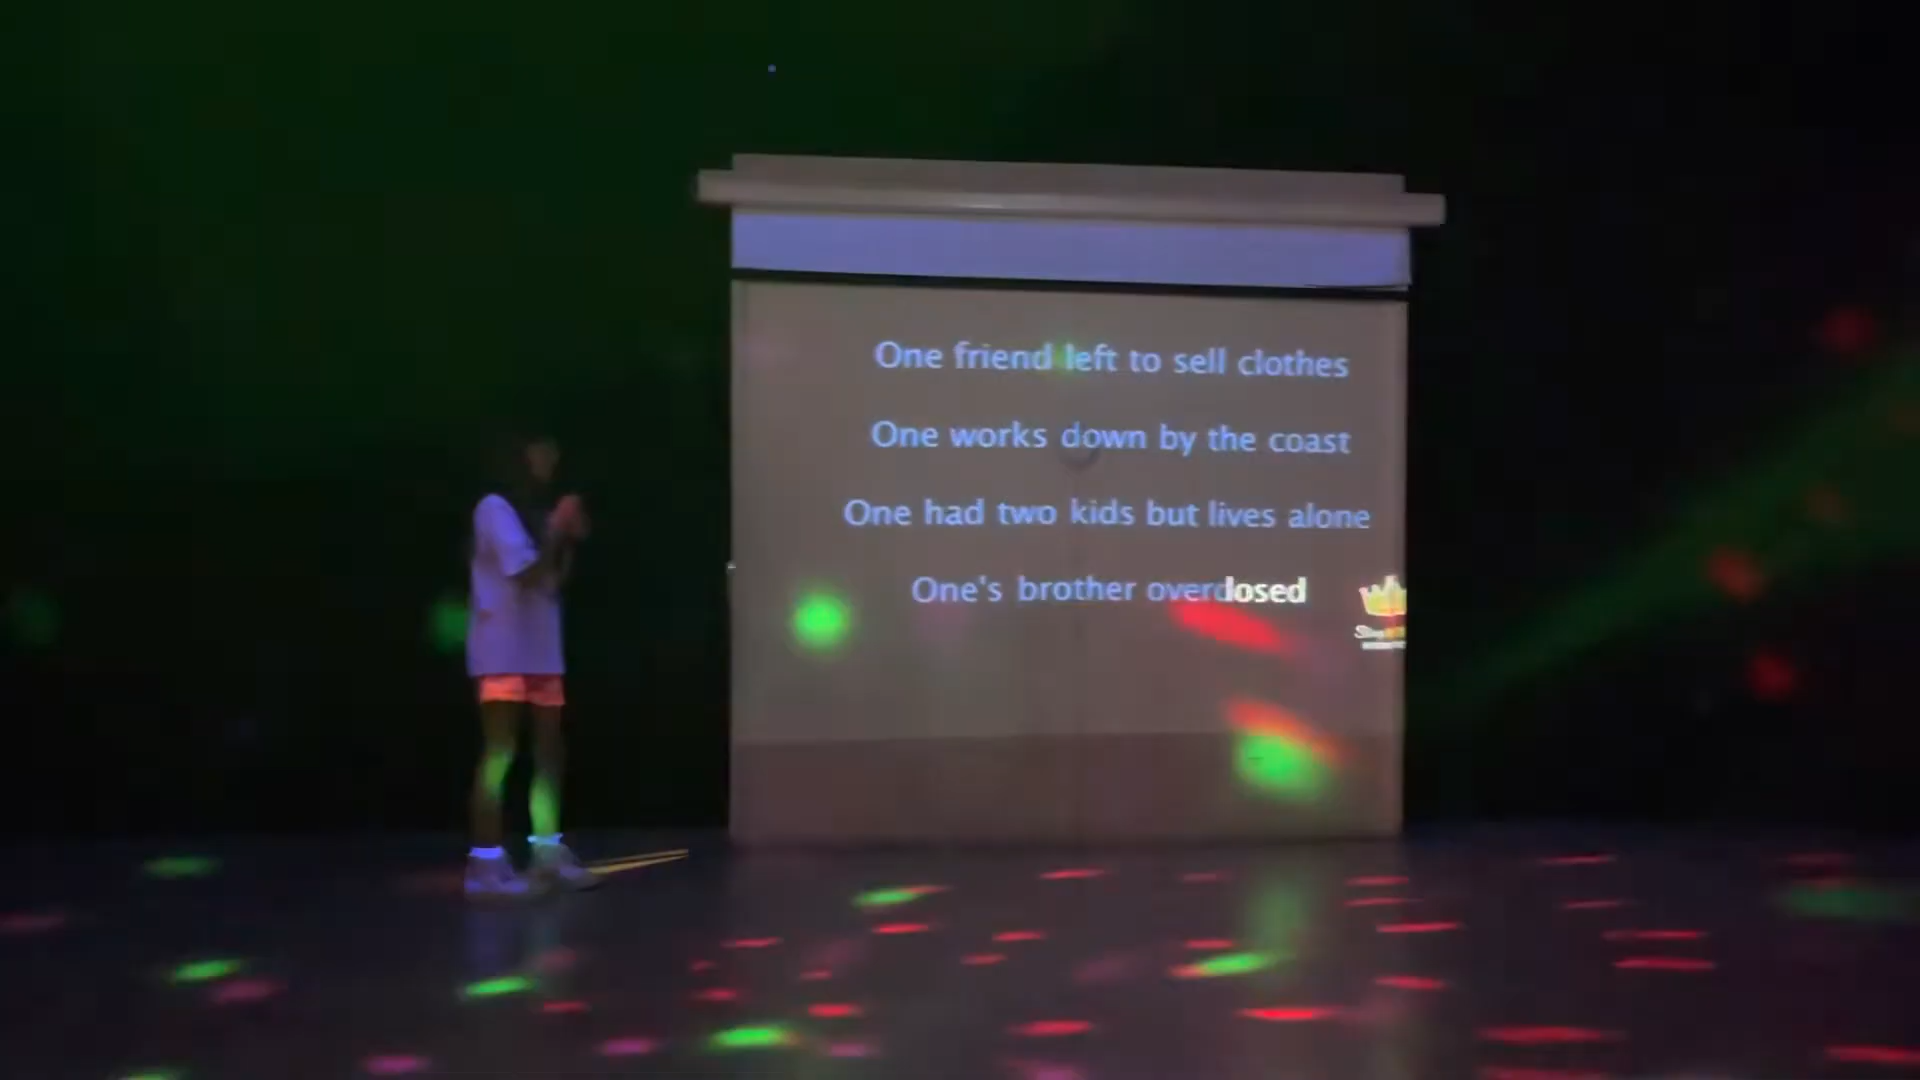 One friend left to sell clothes
One works down by the coast
One had two kids but lives alone
One's brother overdosed